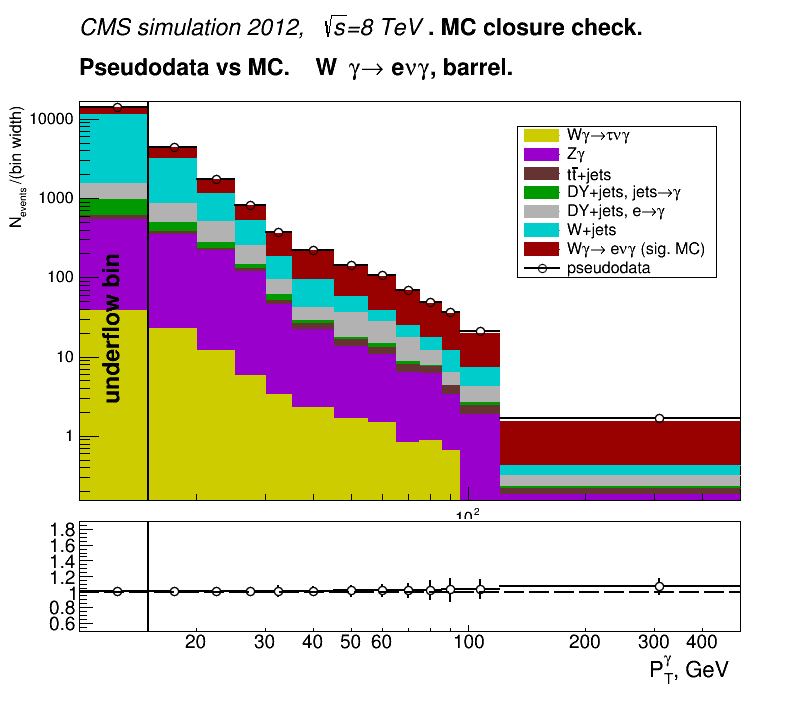 CMS simulation 2012, √s=8 TeV . MC closure check.
Pseudodata vs MC. W γ→ eνγ, barrel.
N_events /(bin width)
10000
1000
100
10
1
underflow bin
Wγ→τνγ
Zγ
tt̄+jets
DY+jets, jets→γ
DY+jets, e→γ
W+jets
Wγ→ eνγ (sig. MC)
pseudodata
10²
1.8
1.6
1.4
1.2
1
0.8
0.6
20 30 40 50 60 100 200 300 400
P_T^γ, GeV